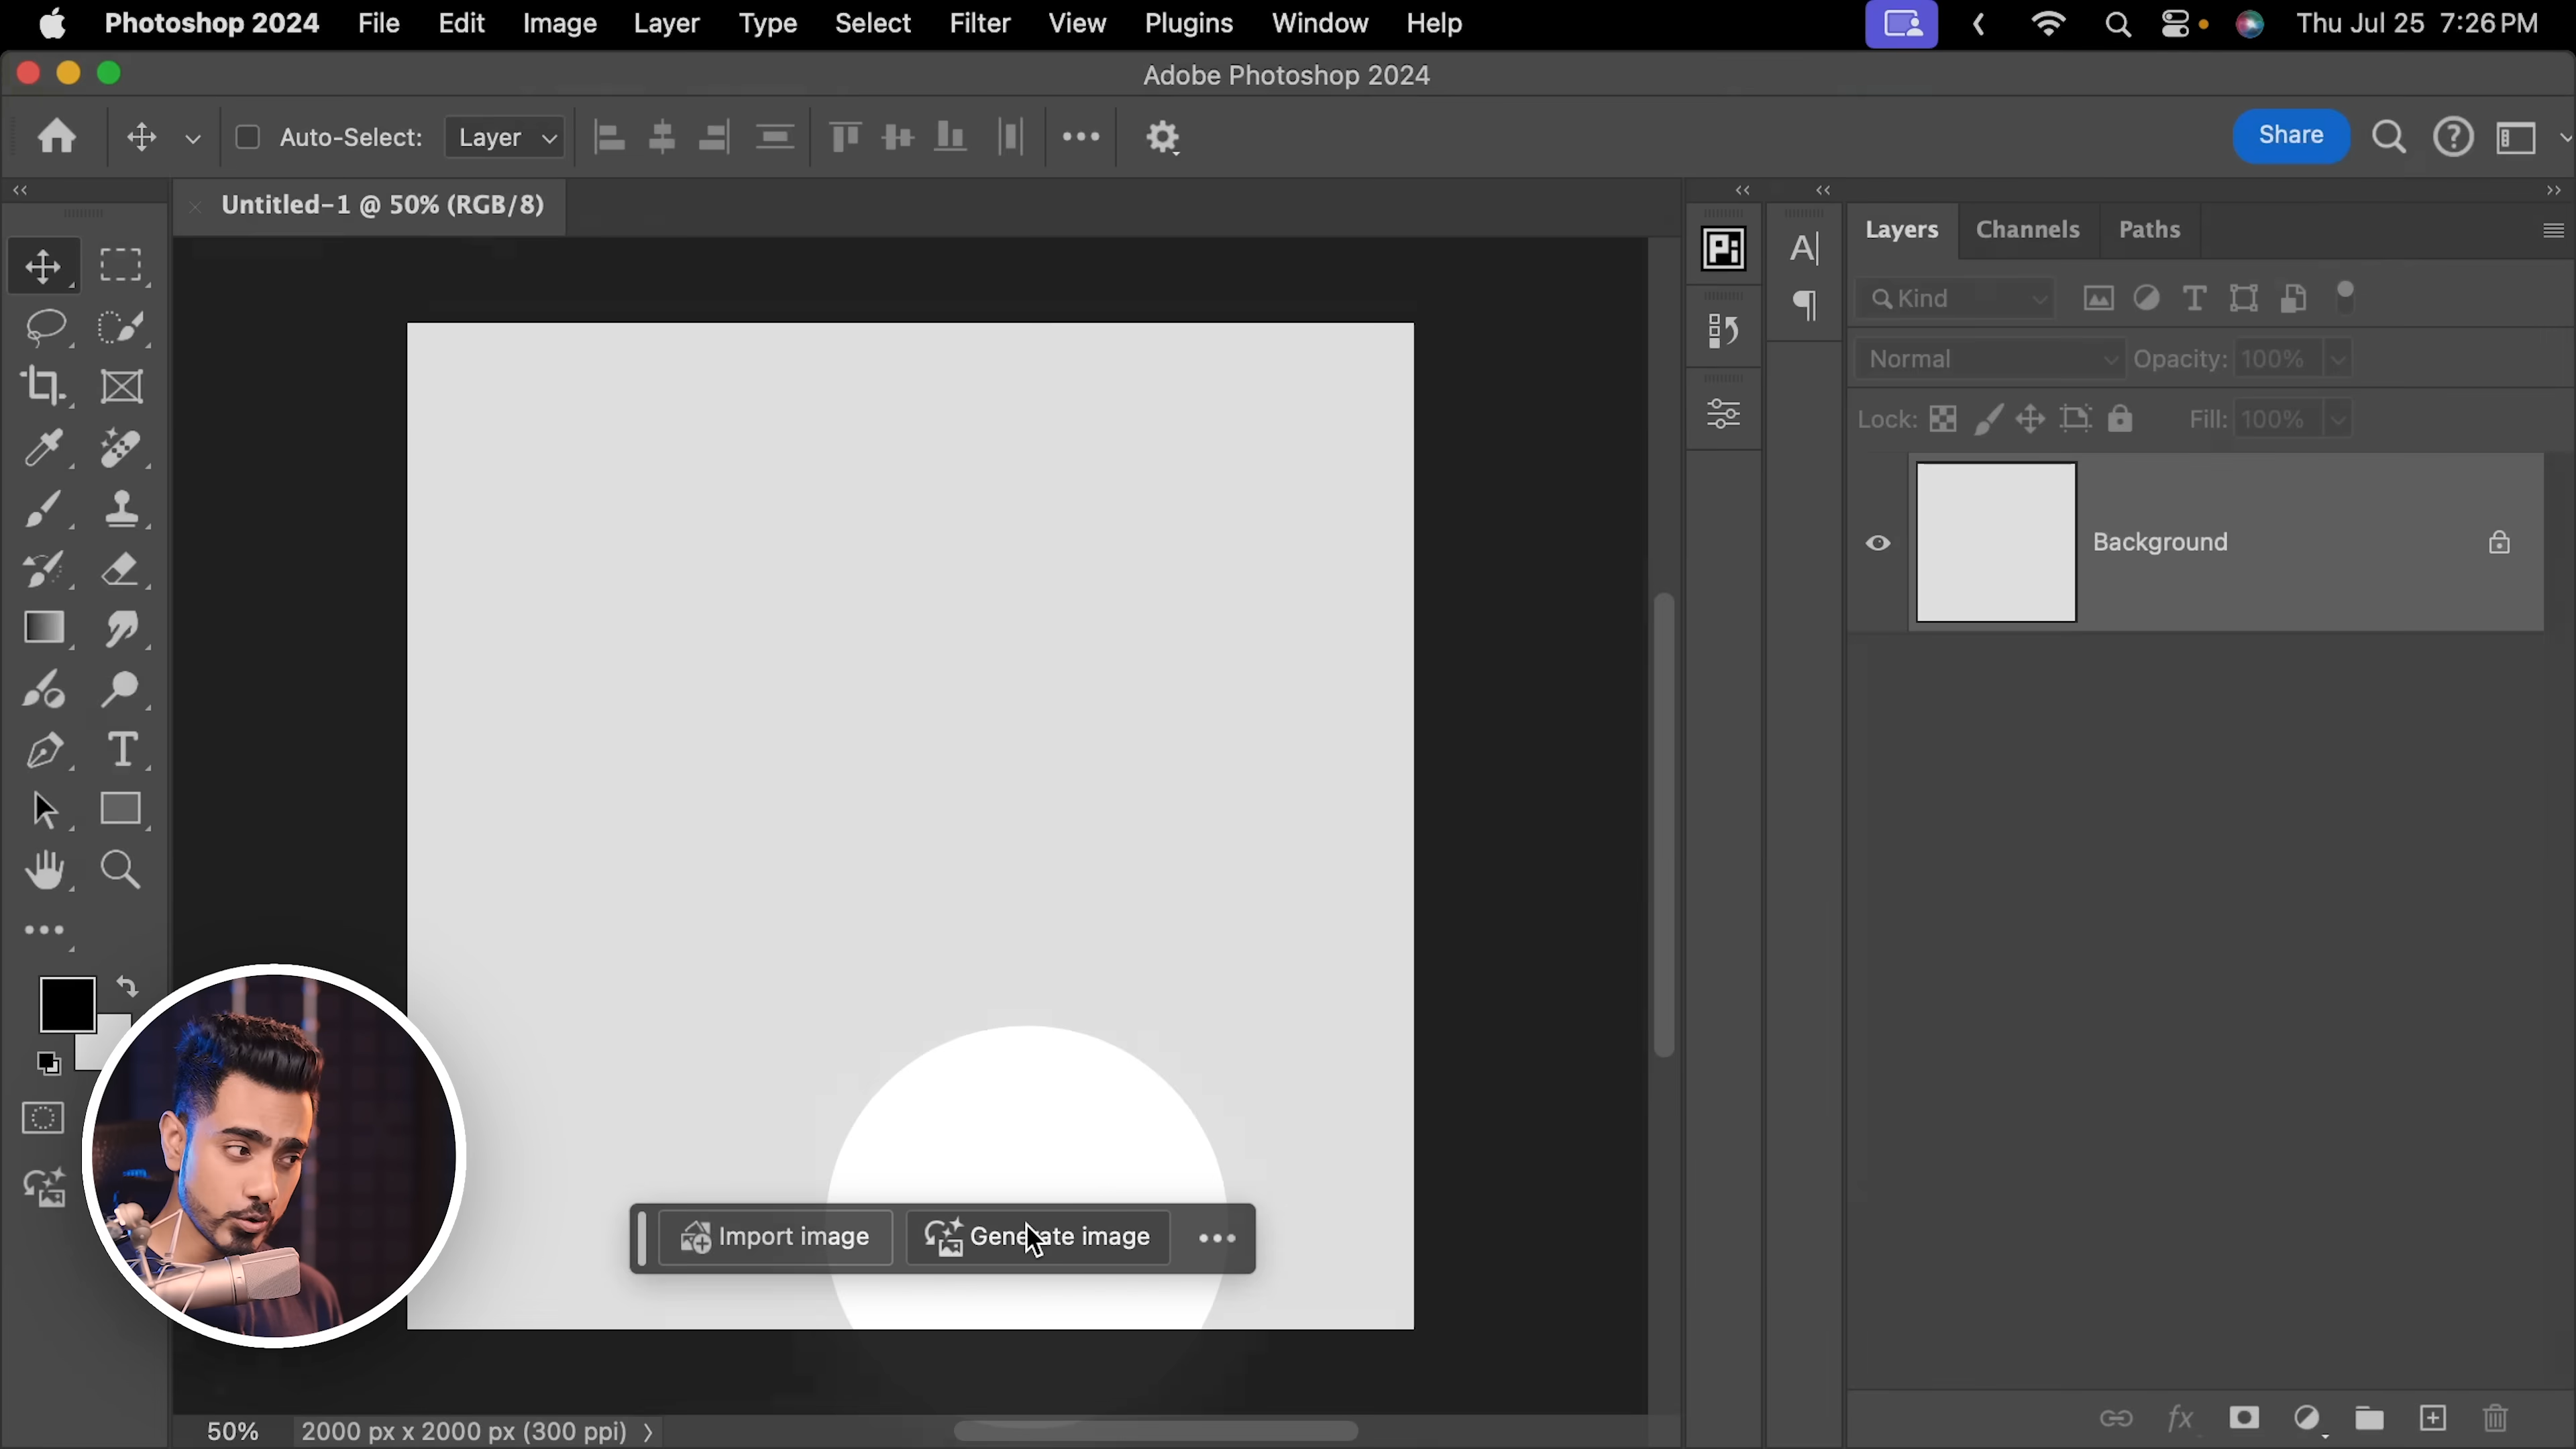 Photoshop 2024 File Edit Image Layer Type Select Filter View Plugins Window Help Thu Jul 25 7:26 PM
Adobe Photoshop 2024
Auto-Select: Layer Share
Untitled-1 @ 50% (RGB/8)
Pi
A|
Layers Channels Paths
Kind
Normal Opacity: 100%
Lock: Fill: 100%
Background
T
Import image Generate image
50% 2000 px x 2000 px (300 ppi)
fx